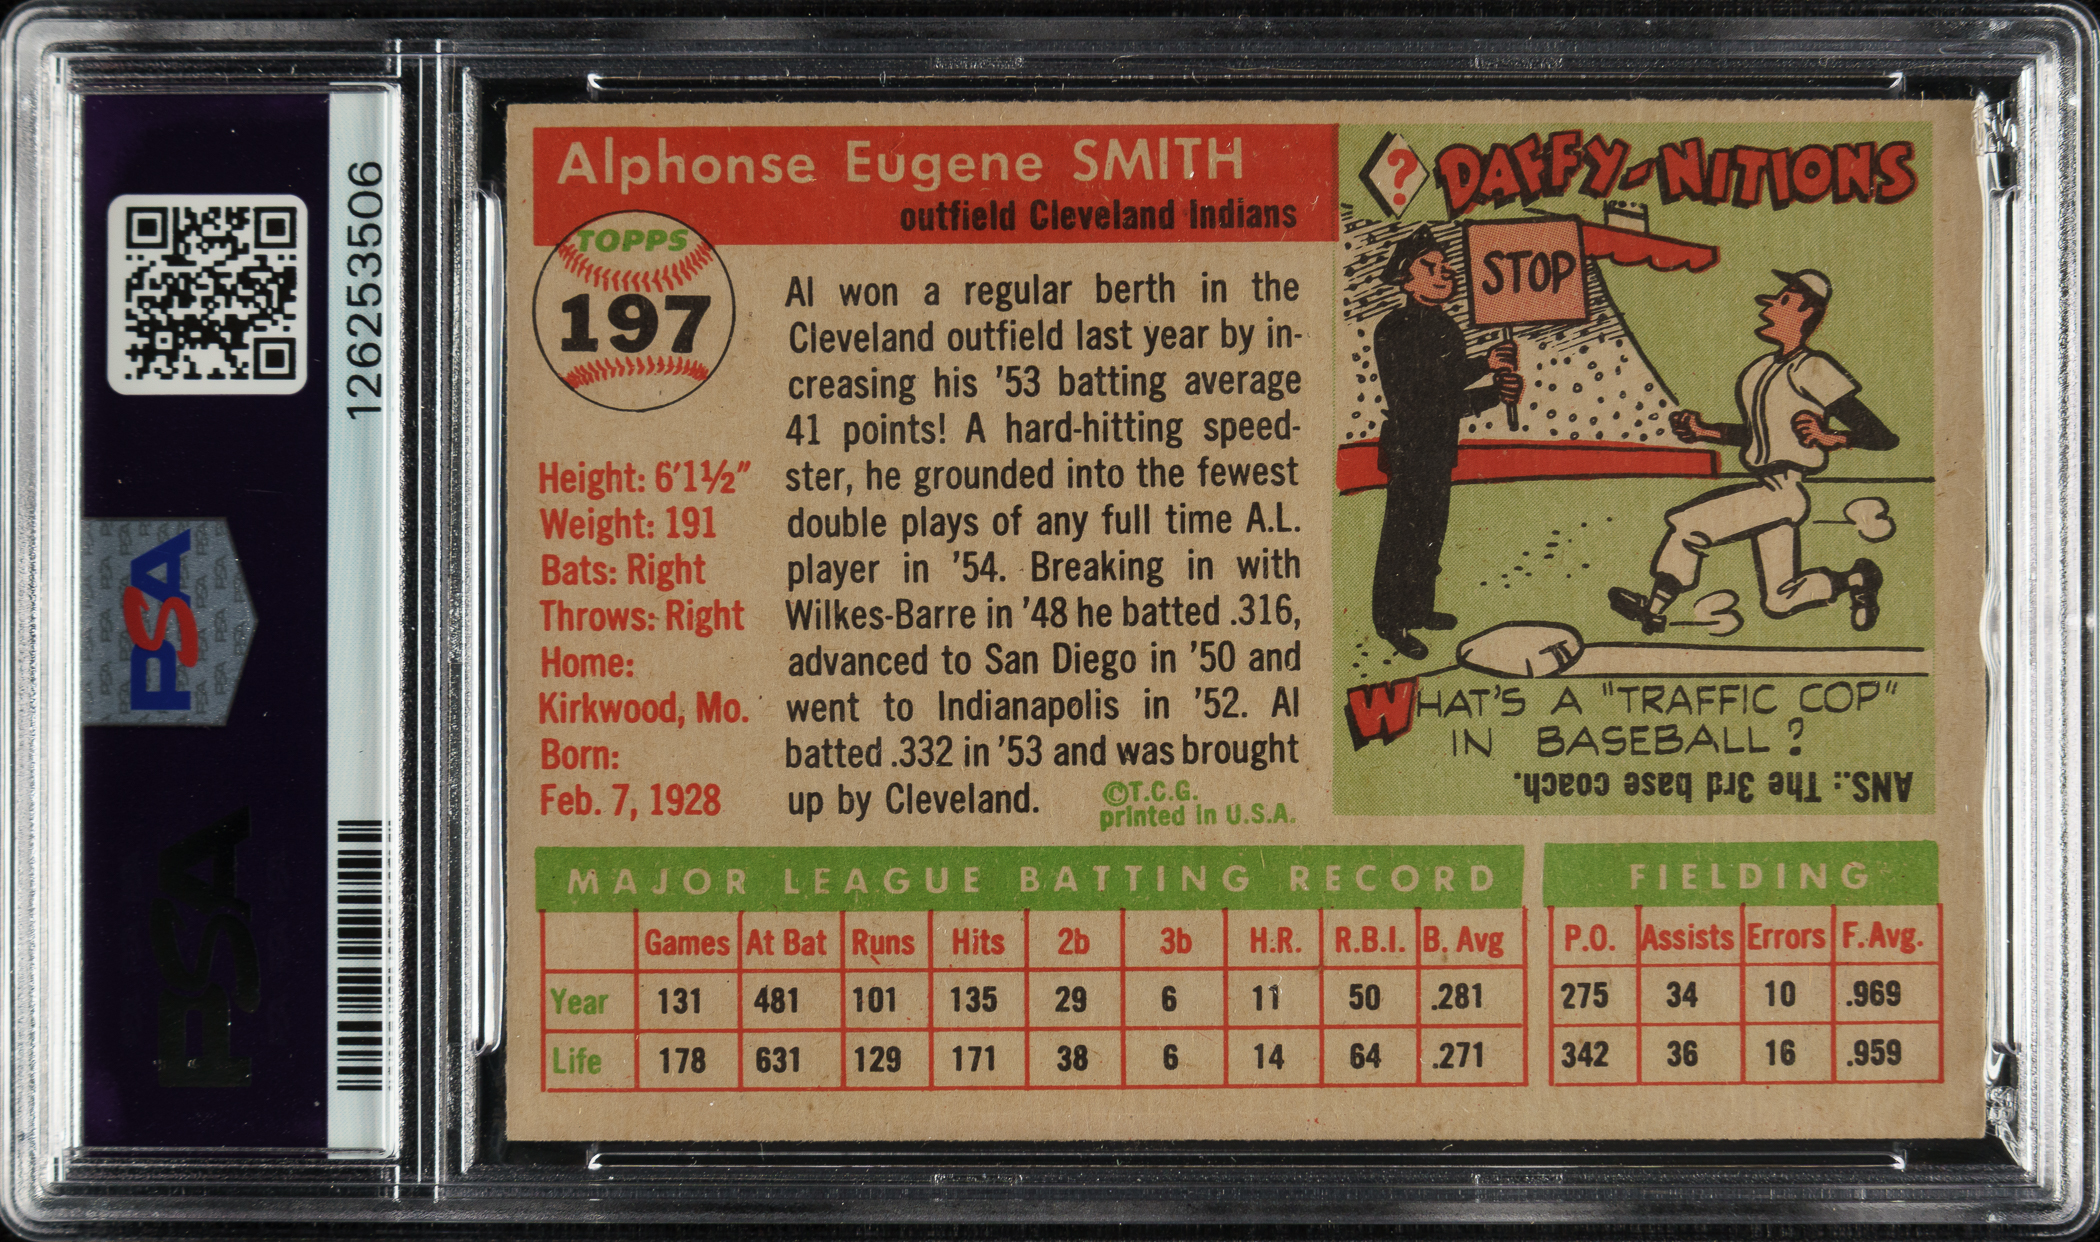 126253506
PSA
PSA
Alphonse Eugene SMITH
outfield Cleveland Indians
TOPPS
197
Height: 6'1½"
Weight: 191
Bats: Right
Throws: Right
Home:
Kirkwood, Mo.
Born:
Feb. 7, 1928
Al won a regular berth in the
Cleveland outfield last year by in-
creasing his '53 batting average
41 points! A hard-hitting speed-
ster, he grounded into the fewest
double plays of any full time A.L.
player in '54. Breaking in with
Wilkes-Barre in '48 he batted .316,
advanced to San Diego in '50 and
went to Indianapolis in '52. Al
batted .332 in '53 and was brought
up by Cleveland.
©T.C.G.
printed in U.S.A.
? DAFFY-NITIONS
STOP
WHAT'S A "TRAFFIC COP"
IN BASEBALL?
ANS.: The 3rd base coach.
MAJOR LEAGUE BATTING RECORD
Games At Bat Runs Hits 2b 3b H.R. R.B.I. B. Avg
Year 131 481 101 135 29 6 11 50 .281
Life 178 631 129 171 38 6 14 64 .271
FIELDING
P.O. Assists Errors F.Avg.
275 34 10 .969
342 36 16 .959